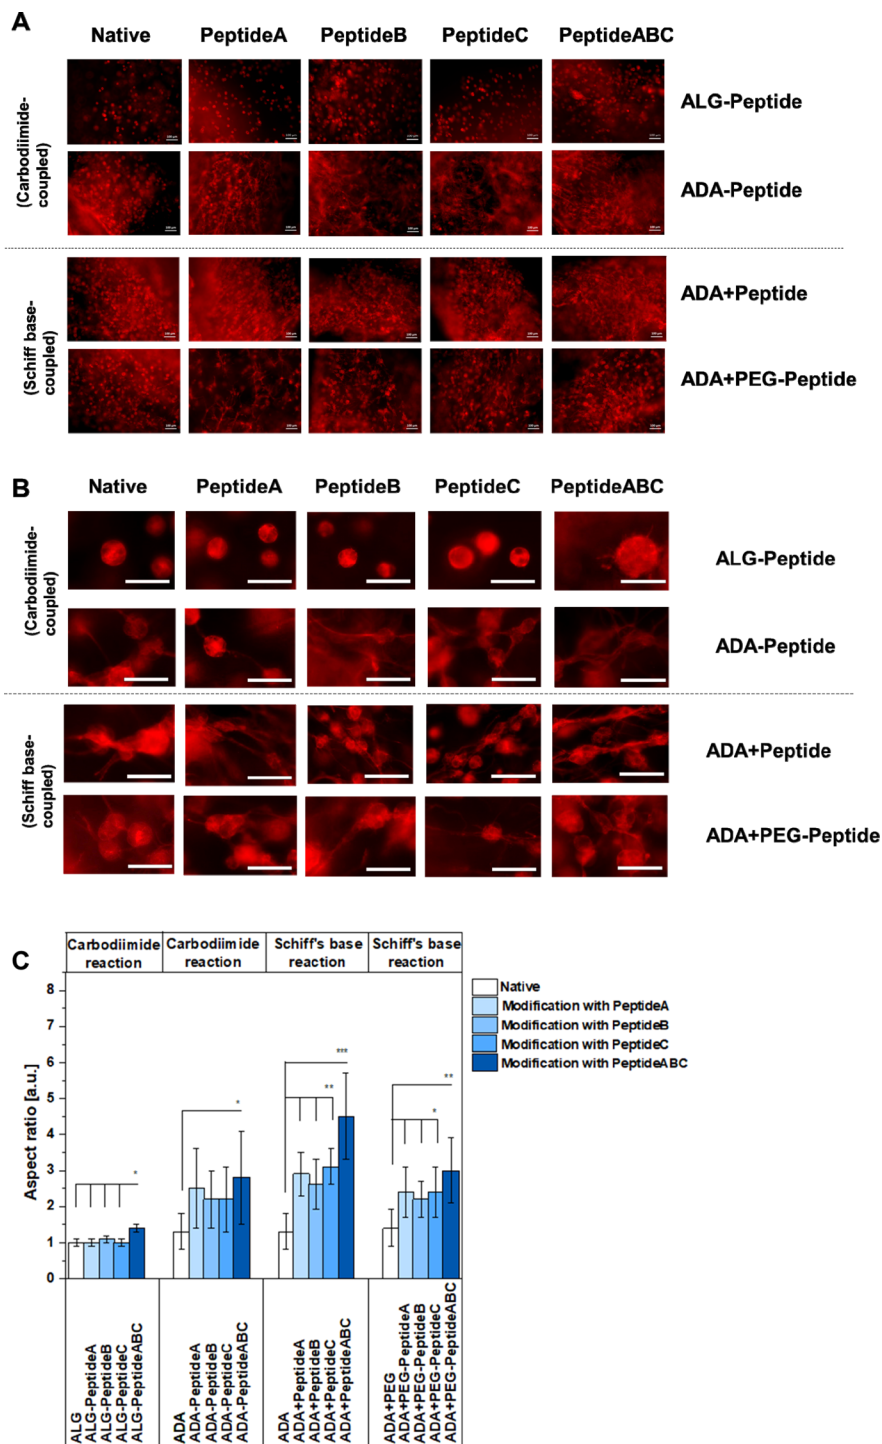 A
Native PeptideA PeptideB PeptideC PeptideABC
(Carbodiimide-
coupled)
ALG-Peptide
ADA-Peptide
(Schiff base-
coupled)
ADA+Peptide
ADA+PEG-Peptide
B
Native PeptideA PeptideB PeptideC PeptideABC
(Carbodiimide-
coupled)
ALG-Peptide
ADA-Peptide
(Schiff base-
coupled)
ADA+Peptide
ADA+PEG-Peptide
C
Carbodiimide
reaction
Carbodiimide
reaction
Schiff's base
reaction
Schiff's base
reaction
Native
Modification with PeptideA
Modification with PeptideB
Modification with PeptideC
Modification with PeptideABC
Aspect ratio [a.u.]
8
7
6
5
4
3
2
1
0
*
*
**
***
*
**
ALG
ALG-PeptideA
ALG-PeptideB
ALG-PeptideC
ALG-PeptideABC
ADA
ADA-PeptideA
ADA-PeptideB
ADA-PeptideC
ADA-PeptideABC
ADA
ADA+PeptideA
ADA+PeptideB
ADA+PeptideC
ADA+PeptideABC
ADA+PEG
ADA+PEG-PeptideA
ADA+PEG-PeptideB
ADA+PEG-PeptideC
ADA+PEG-PeptideABC